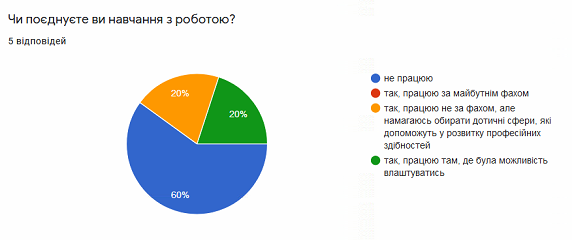 Чи поєднуєте ви навчання з роботою?
5 відповідей
20%
20%
60%
не працюю
так, працюю за майбутнім фахом
так, працюю не за фахом, але
намагаюсь обирати дотичні сфери, які
допоможуть у розвитку професійних
здібностей
так, працюю там, де була можливість
влаштуватись